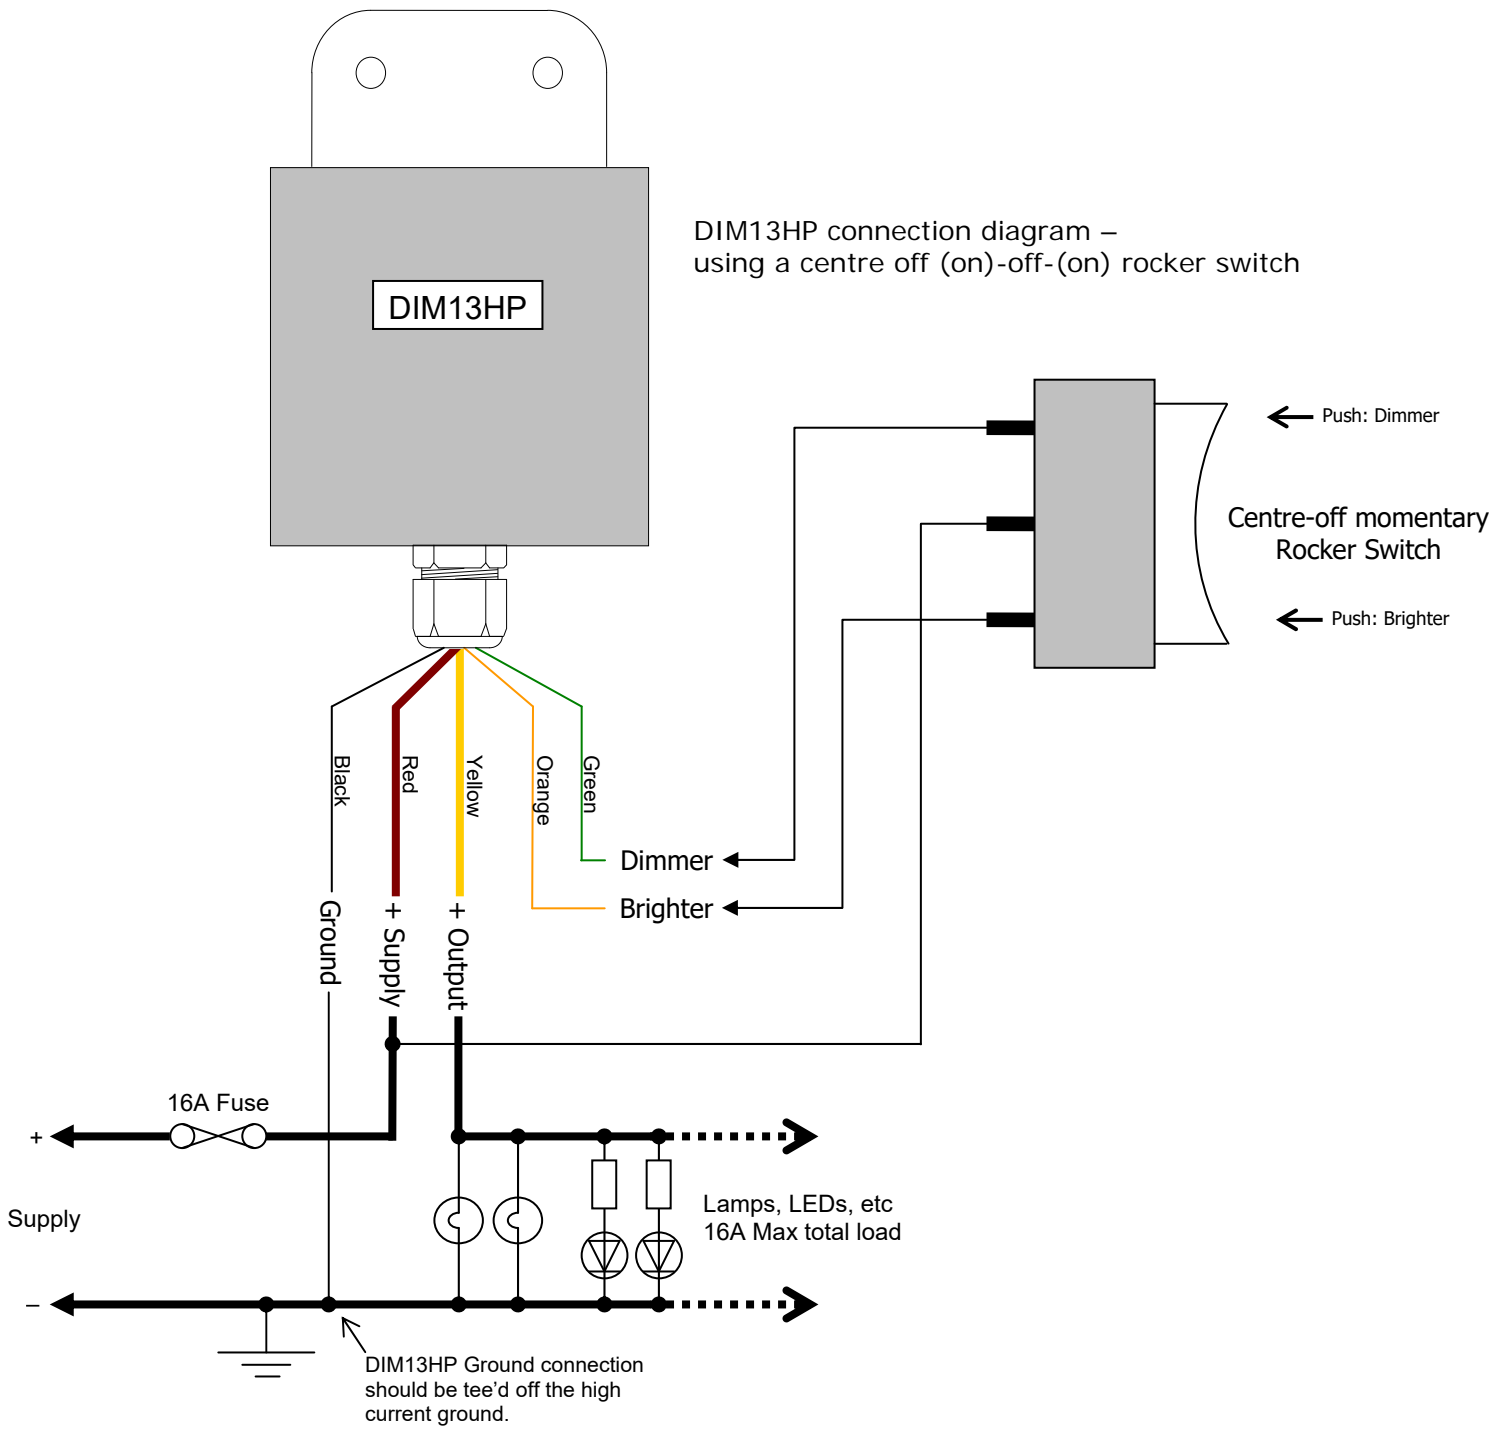 DIM13HP connection diagram –
using a centre off (on)-off-(on) rocker switch
DIM13HP
Push: Dimmer
Centre-off momentary
Rocker Switch
Push: Brighter
Black
Red
Yellow
Orange
Green
Dimmer
Brighter
Ground
+ Supply
+ Output
16A Fuse
+
Supply
Lamps, LEDs, etc
16A Max total load
–
DIM13HP Ground connection
should be tee’d off the high
current ground.